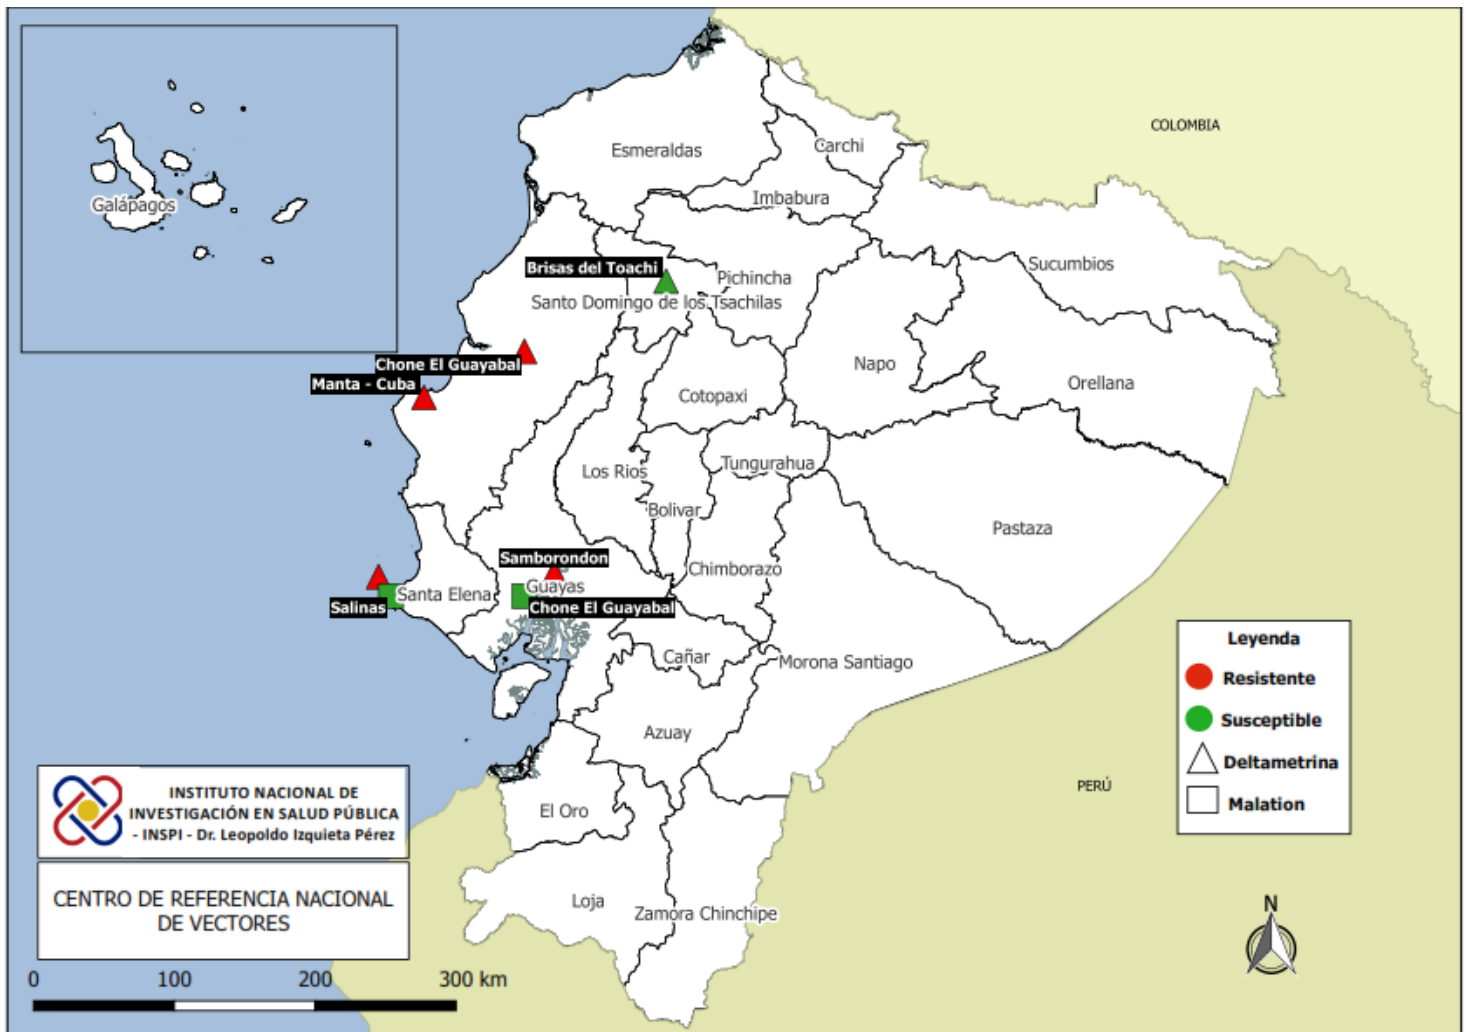 COLOMBIA
Esmeraldas
Carchi
Imbabura
Galápagos
Brisas del Toachi
Pichincha
Sucumbios
Santo Domingo de los Tsachilas
Chone El Guayabal
Manta - Cuba
Napo
Orellana
Cotopaxi
Los Rios
Tungurahua
Bolivar
Pastaza
Samborondon
Chimborazo
Guayas
Santa Elena
Salinas
Chone El Guayabal
Cañar
Morona Santiago
Azuay
El Oro
PERÚ
Loja
Zamora Chinchipe
Leyenda
Resistente
Susceptible
Deltametrina
Malation
INSTITUTO NACIONAL DE
INVESTIGACIÓN EN SALUD PÚBLICA
- INSPI - Dr. Leopoldo Izquieta Pérez
CENTRO DE REFERENCIA NACIONAL
DE VECTORES
N
0 100 200 300 km